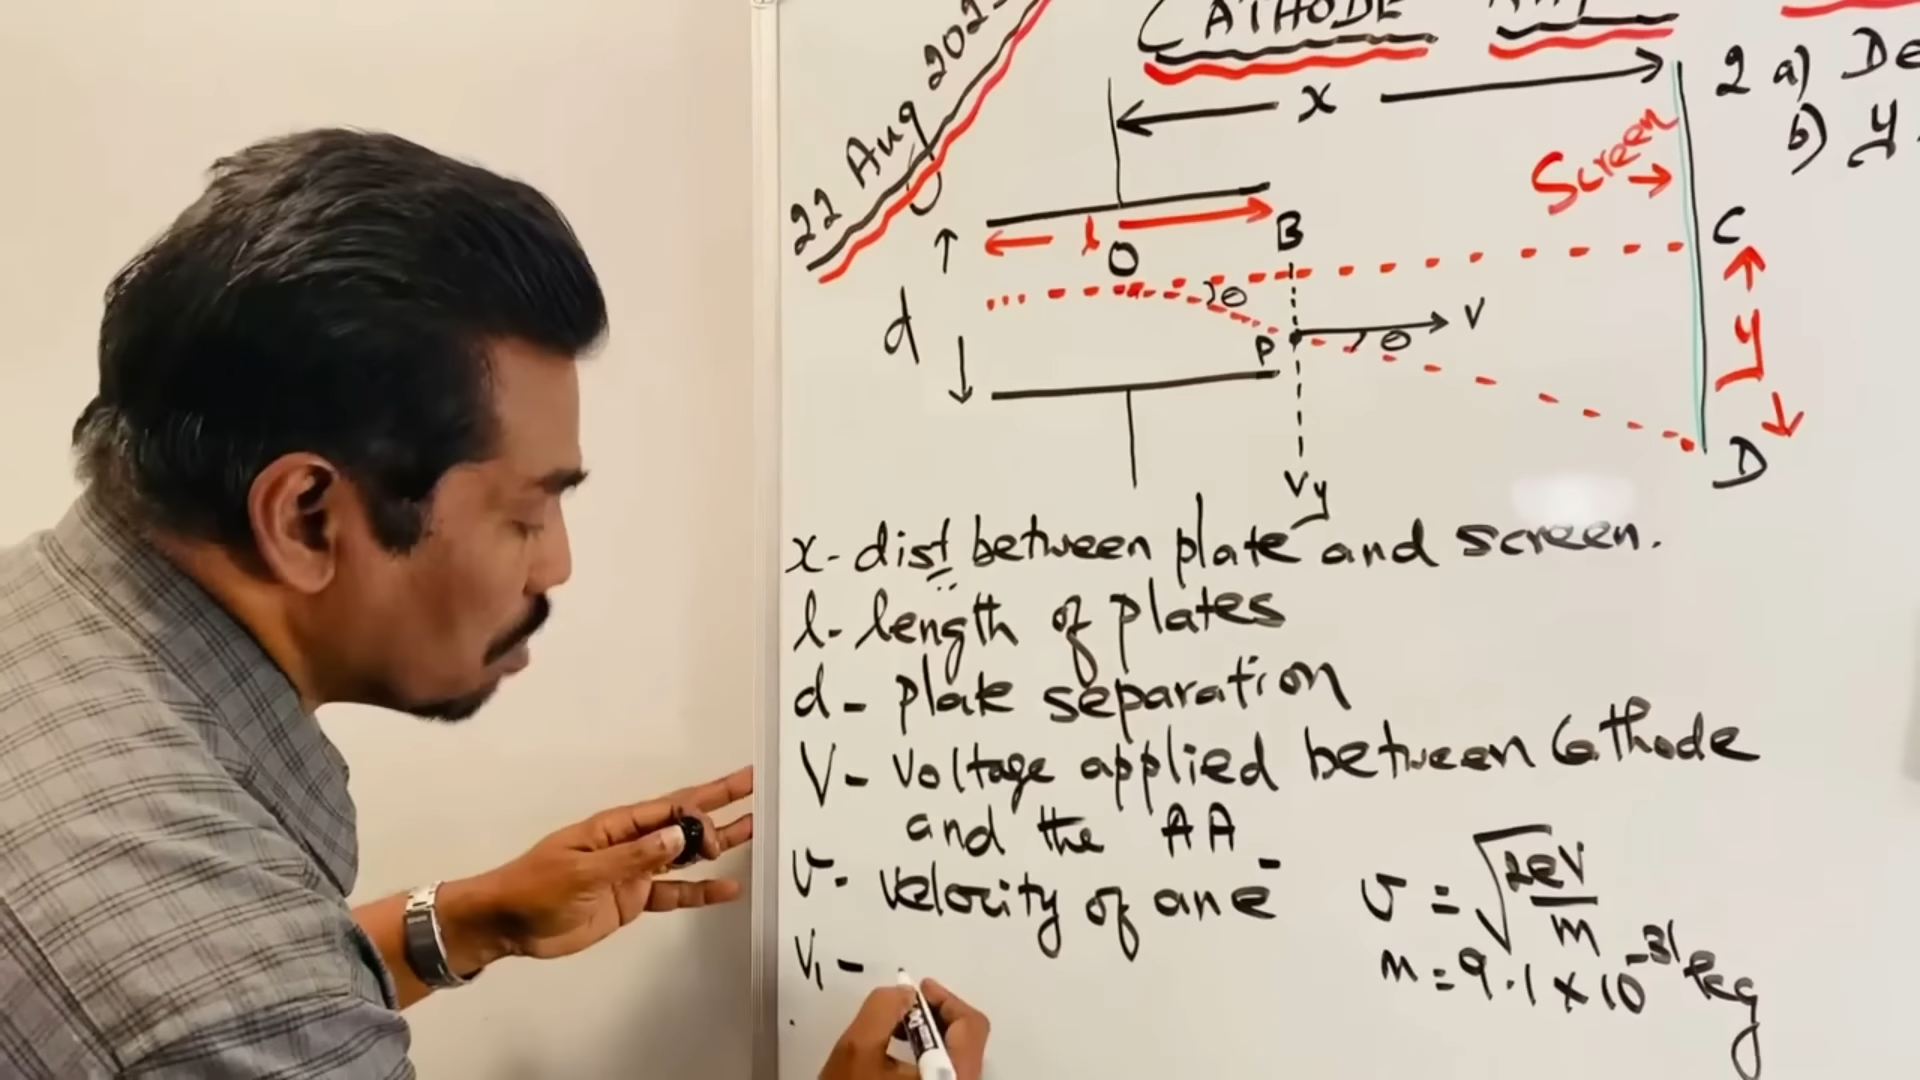 22 Aug 202
CATHODE
x
2 a) De
b) y
Screen
l
O
B
C
d
θ
V
P
θ
y
D
Vy
x - dist between plate and screen.
l - length of plates
d - plate separation
V - Voltage applied between Cathode
and the AA
v - velocity of an e⁻
v = √2eV/m
V₁ -
m = 9.1 × 10⁻³¹ kg